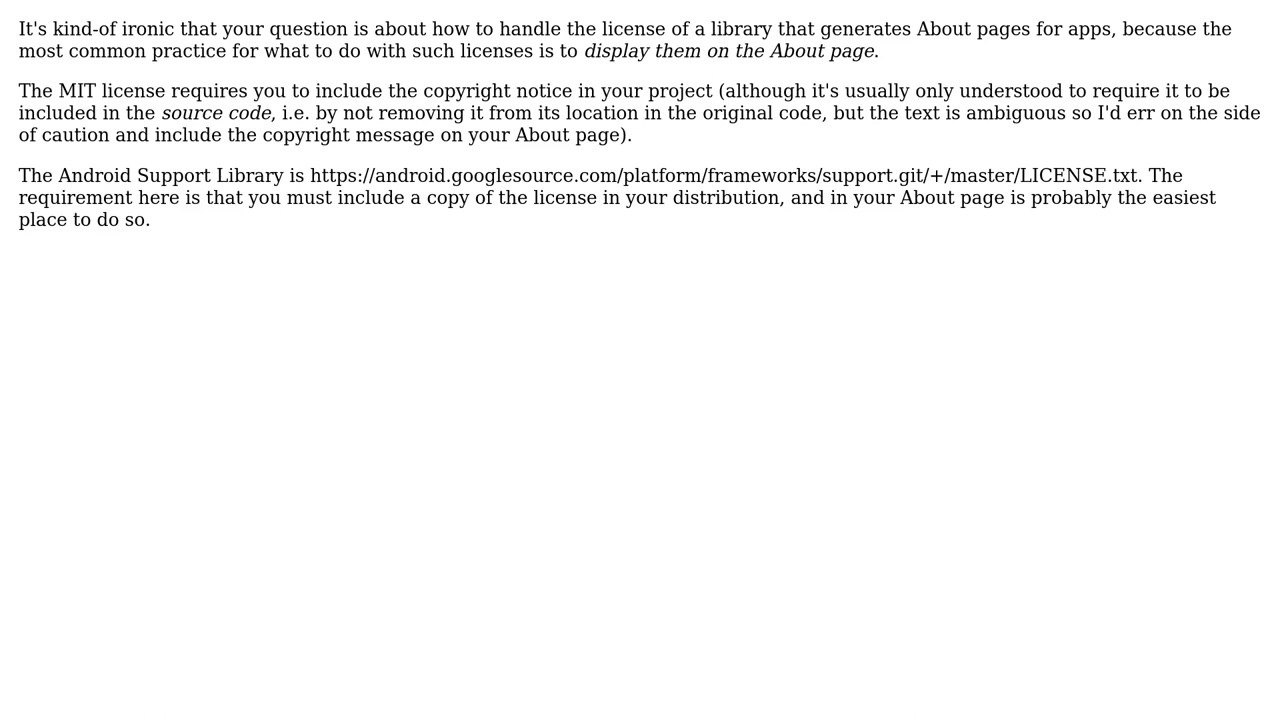 It's kind-of ironic that your question is about how to handle the license of a library that generates About pages for apps, because the
most common practice for what to do with such licenses is to display them on the About page.
The MIT license requires you to include the copyright notice in your project (although it's usually only understood to require it to be
included in the source code, i.e. by not removing it from its location in the original code, but the text is ambiguous so I'd err on the side
of caution and include the copyright message on your About page).
The Android Support Library is https://android.googlesource.com/platform/frameworks/support.git/+/master/LICENSE.txt. The
requirement here is that you must include a copy of the license in your distribution, and in your About page is probably the easiest
place to do so.